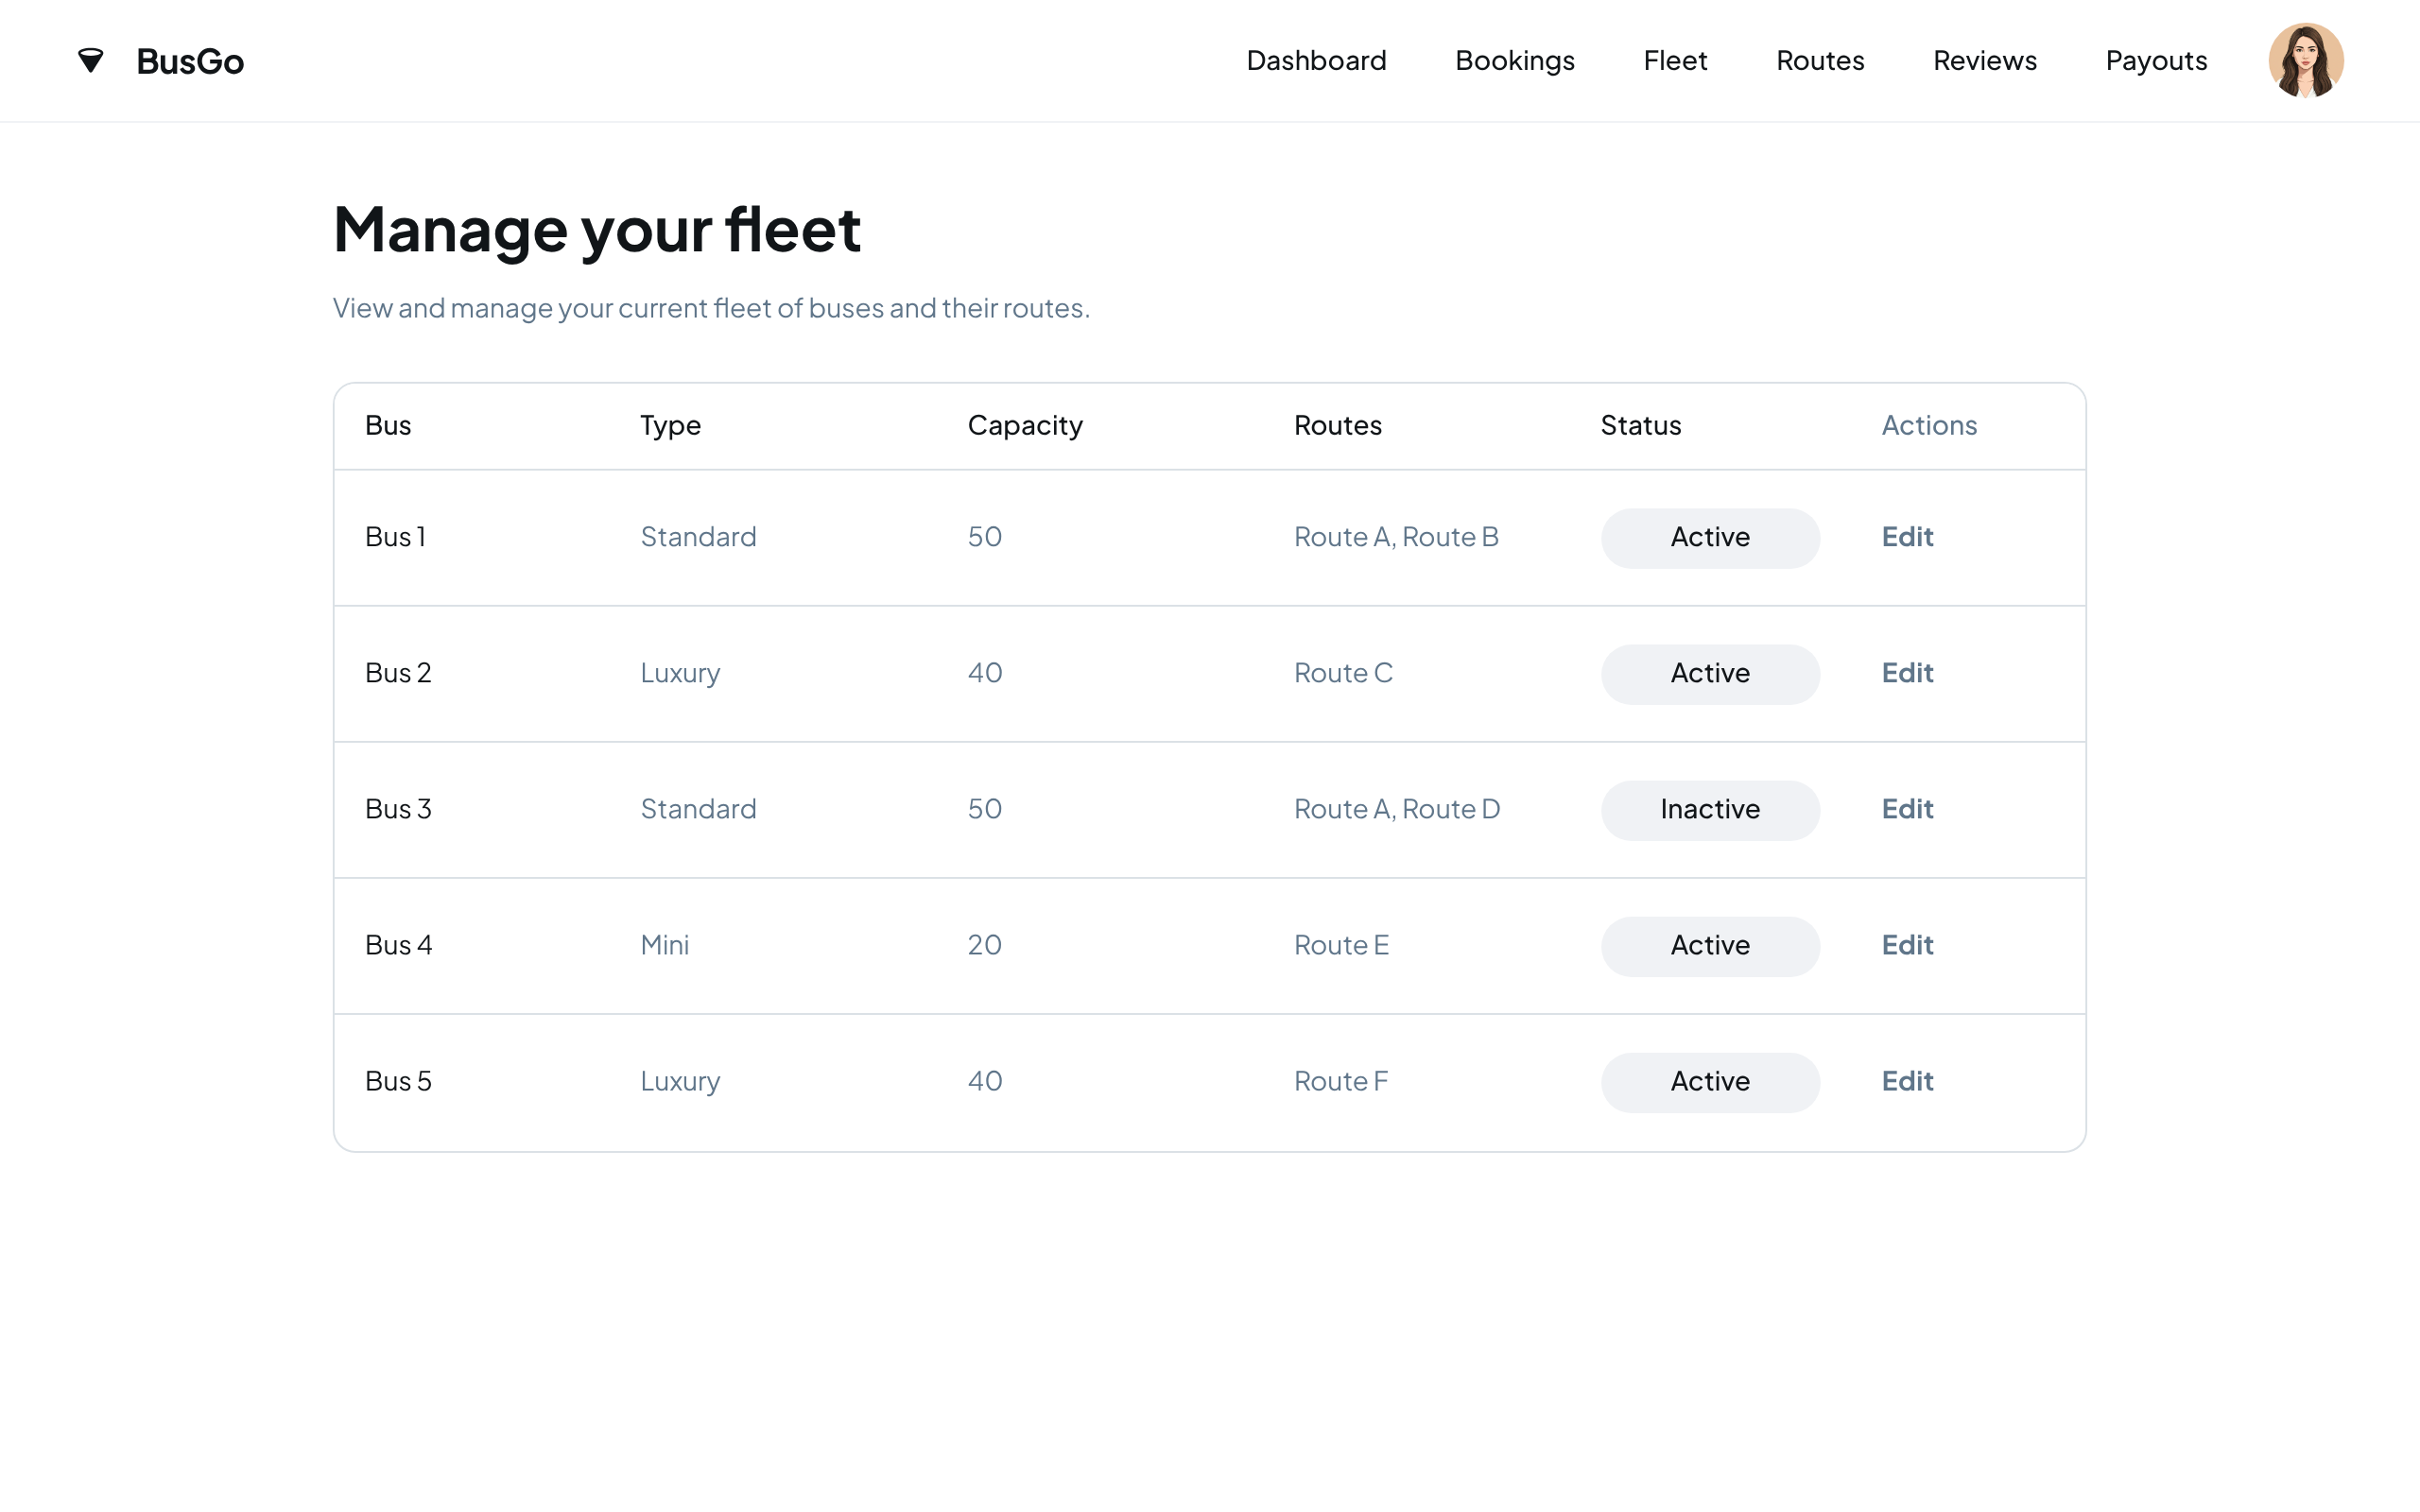 BusGo Dashboard Bookings Fleet Routes Reviews Payouts
Manage your fleet
View and manage your current fleet of buses and their routes.
Bus Type Capacity Routes Status Actions
Bus 1 Standard 50 Route A, Route B Active Edit
Bus 2 Luxury 40 Route C Active Edit
Bus 3 Standard 50 Route A, Route D Inactive Edit
Bus 4 Mini 20 Route E Active Edit
Bus 5 Luxury 40 Route F Active Edit